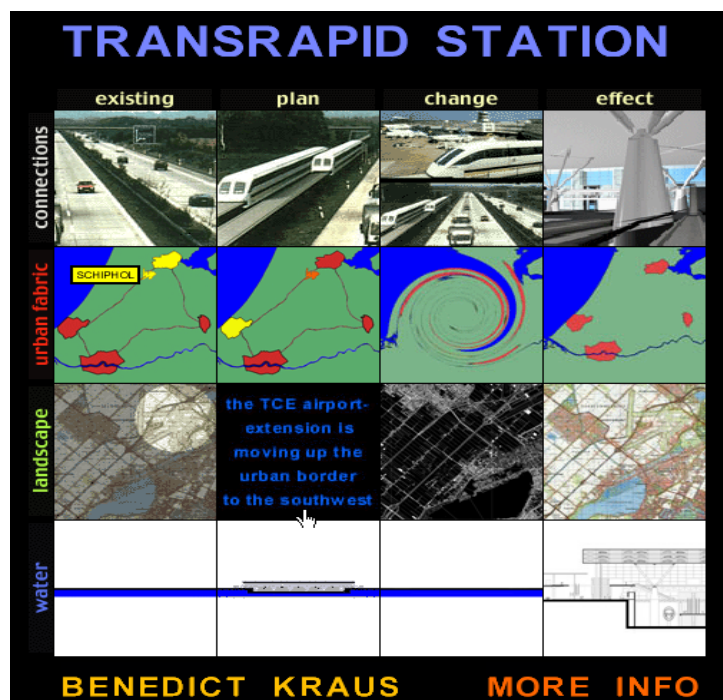 TRANSRAPID STATION
existing plan change effect
connections
urban fabric
SCHIPHOL
landscape
the TCE airport-
extension is
moving up the
urban border
to the southwest
water
BENEDICT KRAUS MORE INFO